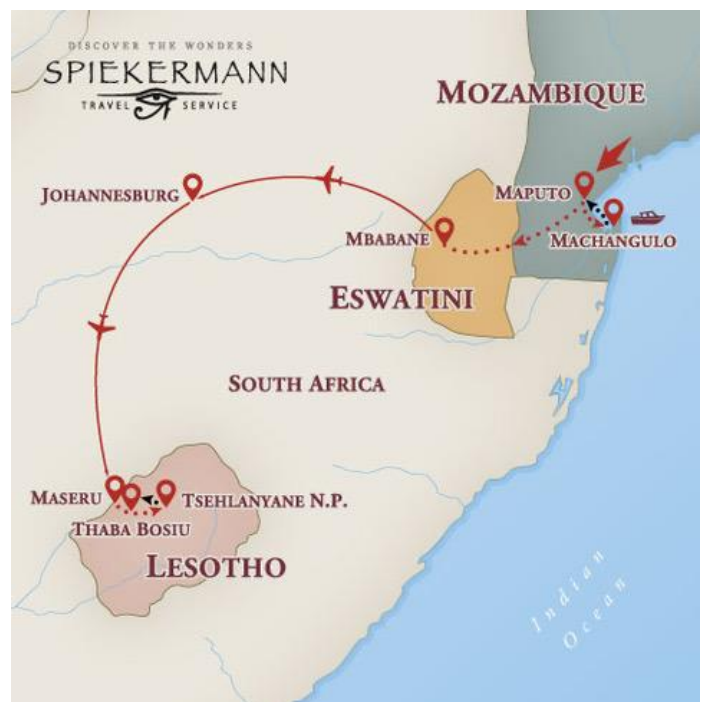 DISCOVER THE WONDERS
SPIEKERMANN
TRAVEL SERVICE
MOZAMBIQUE
JOHANNESBURG
MAPUTO
MBABANE
MACHANGULO
ESWATINI
SOUTH AFRICA
MASERU
TSEHLANYANE N.P.
THABA BOSIU
LESOTHO
Indian
Ocean